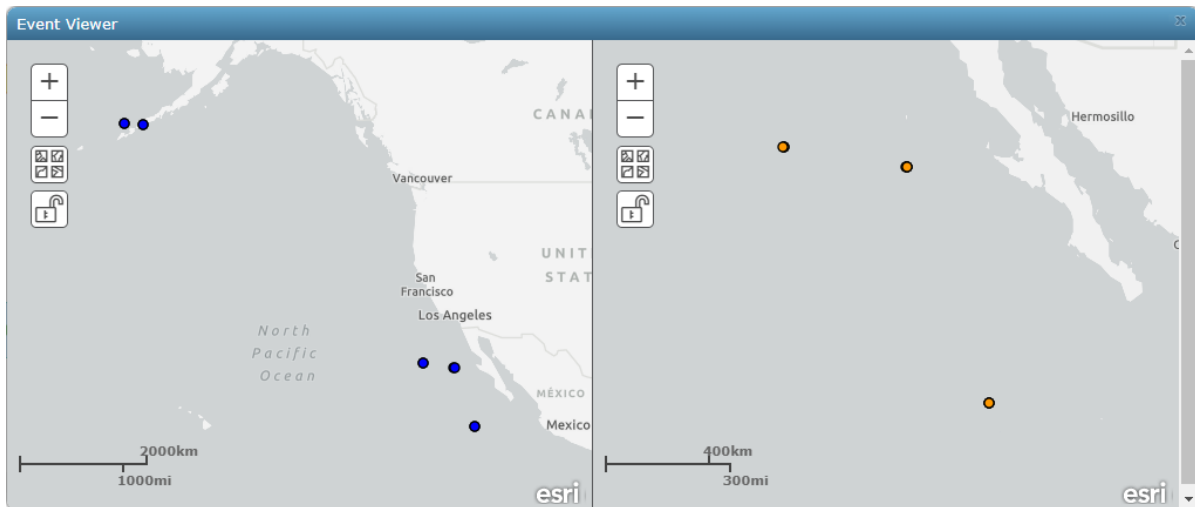 Event Viewer
CANA
Vancouver
UNIT
STAT
San
Francisco
Los Angeles
North
Pacific
Ocean
MÉXICO
Mexico
2000km
1000mi
esri
Hermosillo
C
400km
300mi
esri